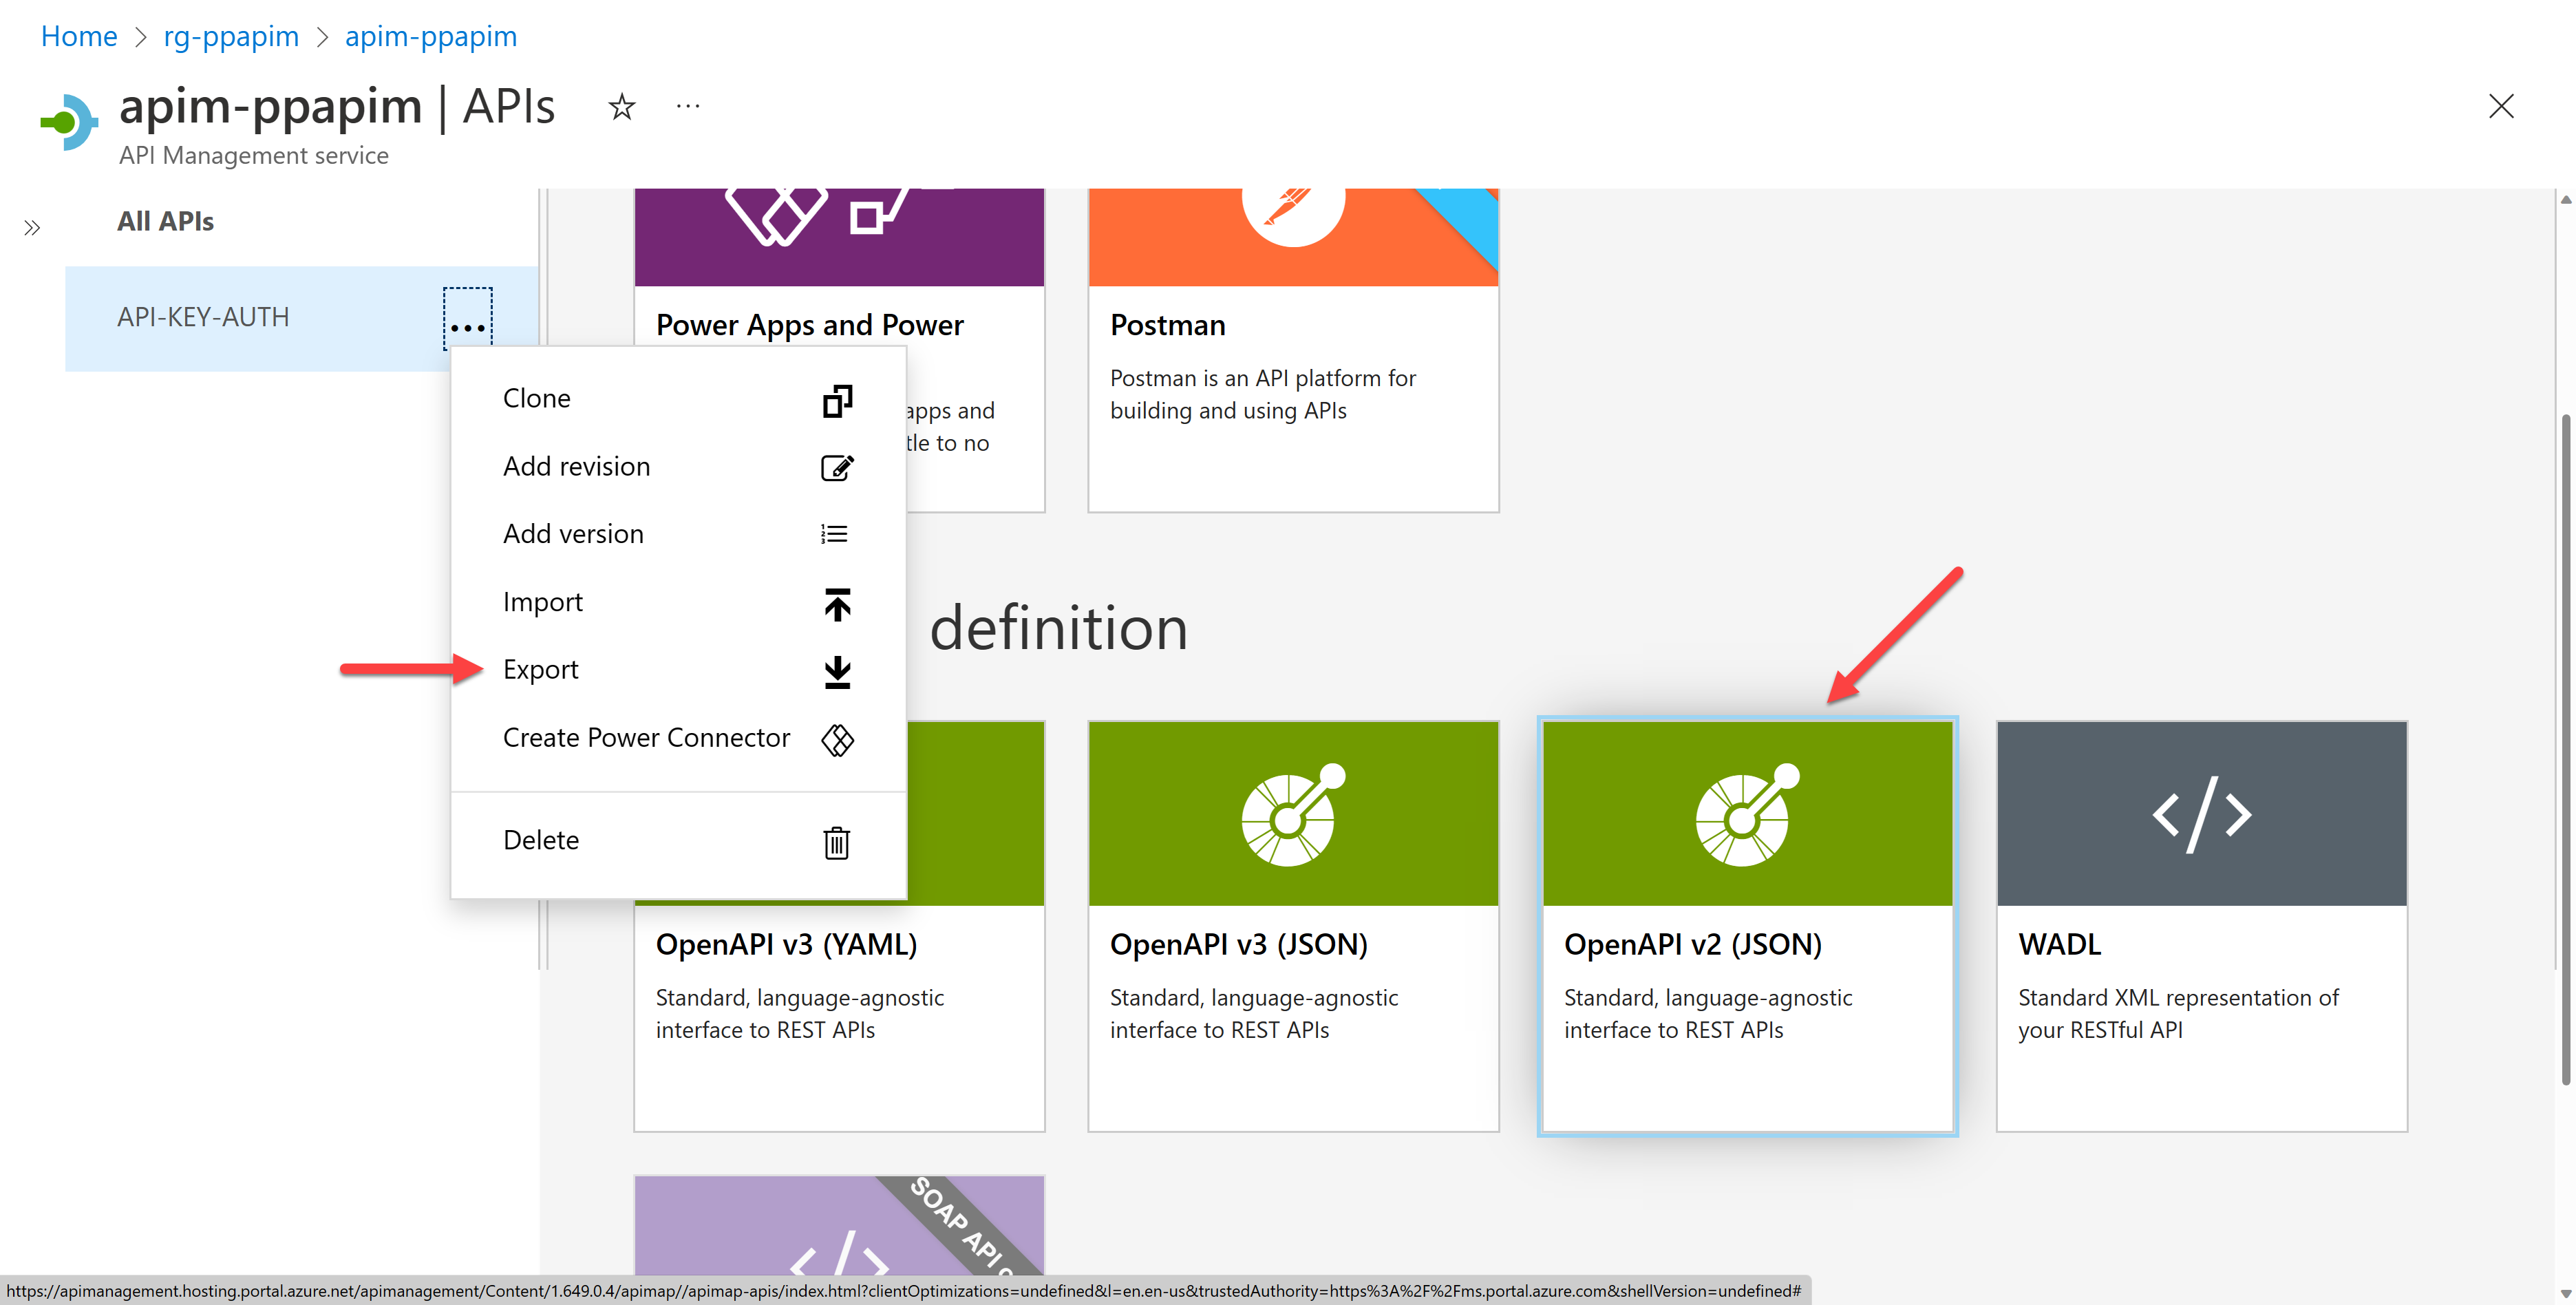 Home > rg-ppapim > apim-ppapim
apim-ppapim | APIs
API Management service
All APIs
API-KEY-AUTH
Clone
Add revision
Add version
Import
Export
Create Power Connector
Delete
Power Apps and Power
apps and
tle to no
Postman
Postman is an API platform for
building and using APIs
definition
OpenAPI v3 (YAML)
Standard, language-agnostic
interface to REST APIs
OpenAPI v3 (JSON)
Standard, language-agnostic
interface to REST APIs
OpenAPI v2 (JSON)
Standard, language-agnostic
interface to REST APIs
WADL
Standard XML representation of
your RESTful API
SOAP API
https://apimanagement.hosting.portal.azure.net/apimanagement/Content/1.649.0.4/apimap//apimap-apis/index.html?clientOptimizations=undefined&l=en.en-us&trustedAuthority=https%3A%2F%2Fms.portal.azure.com&shellVersion=undefined#